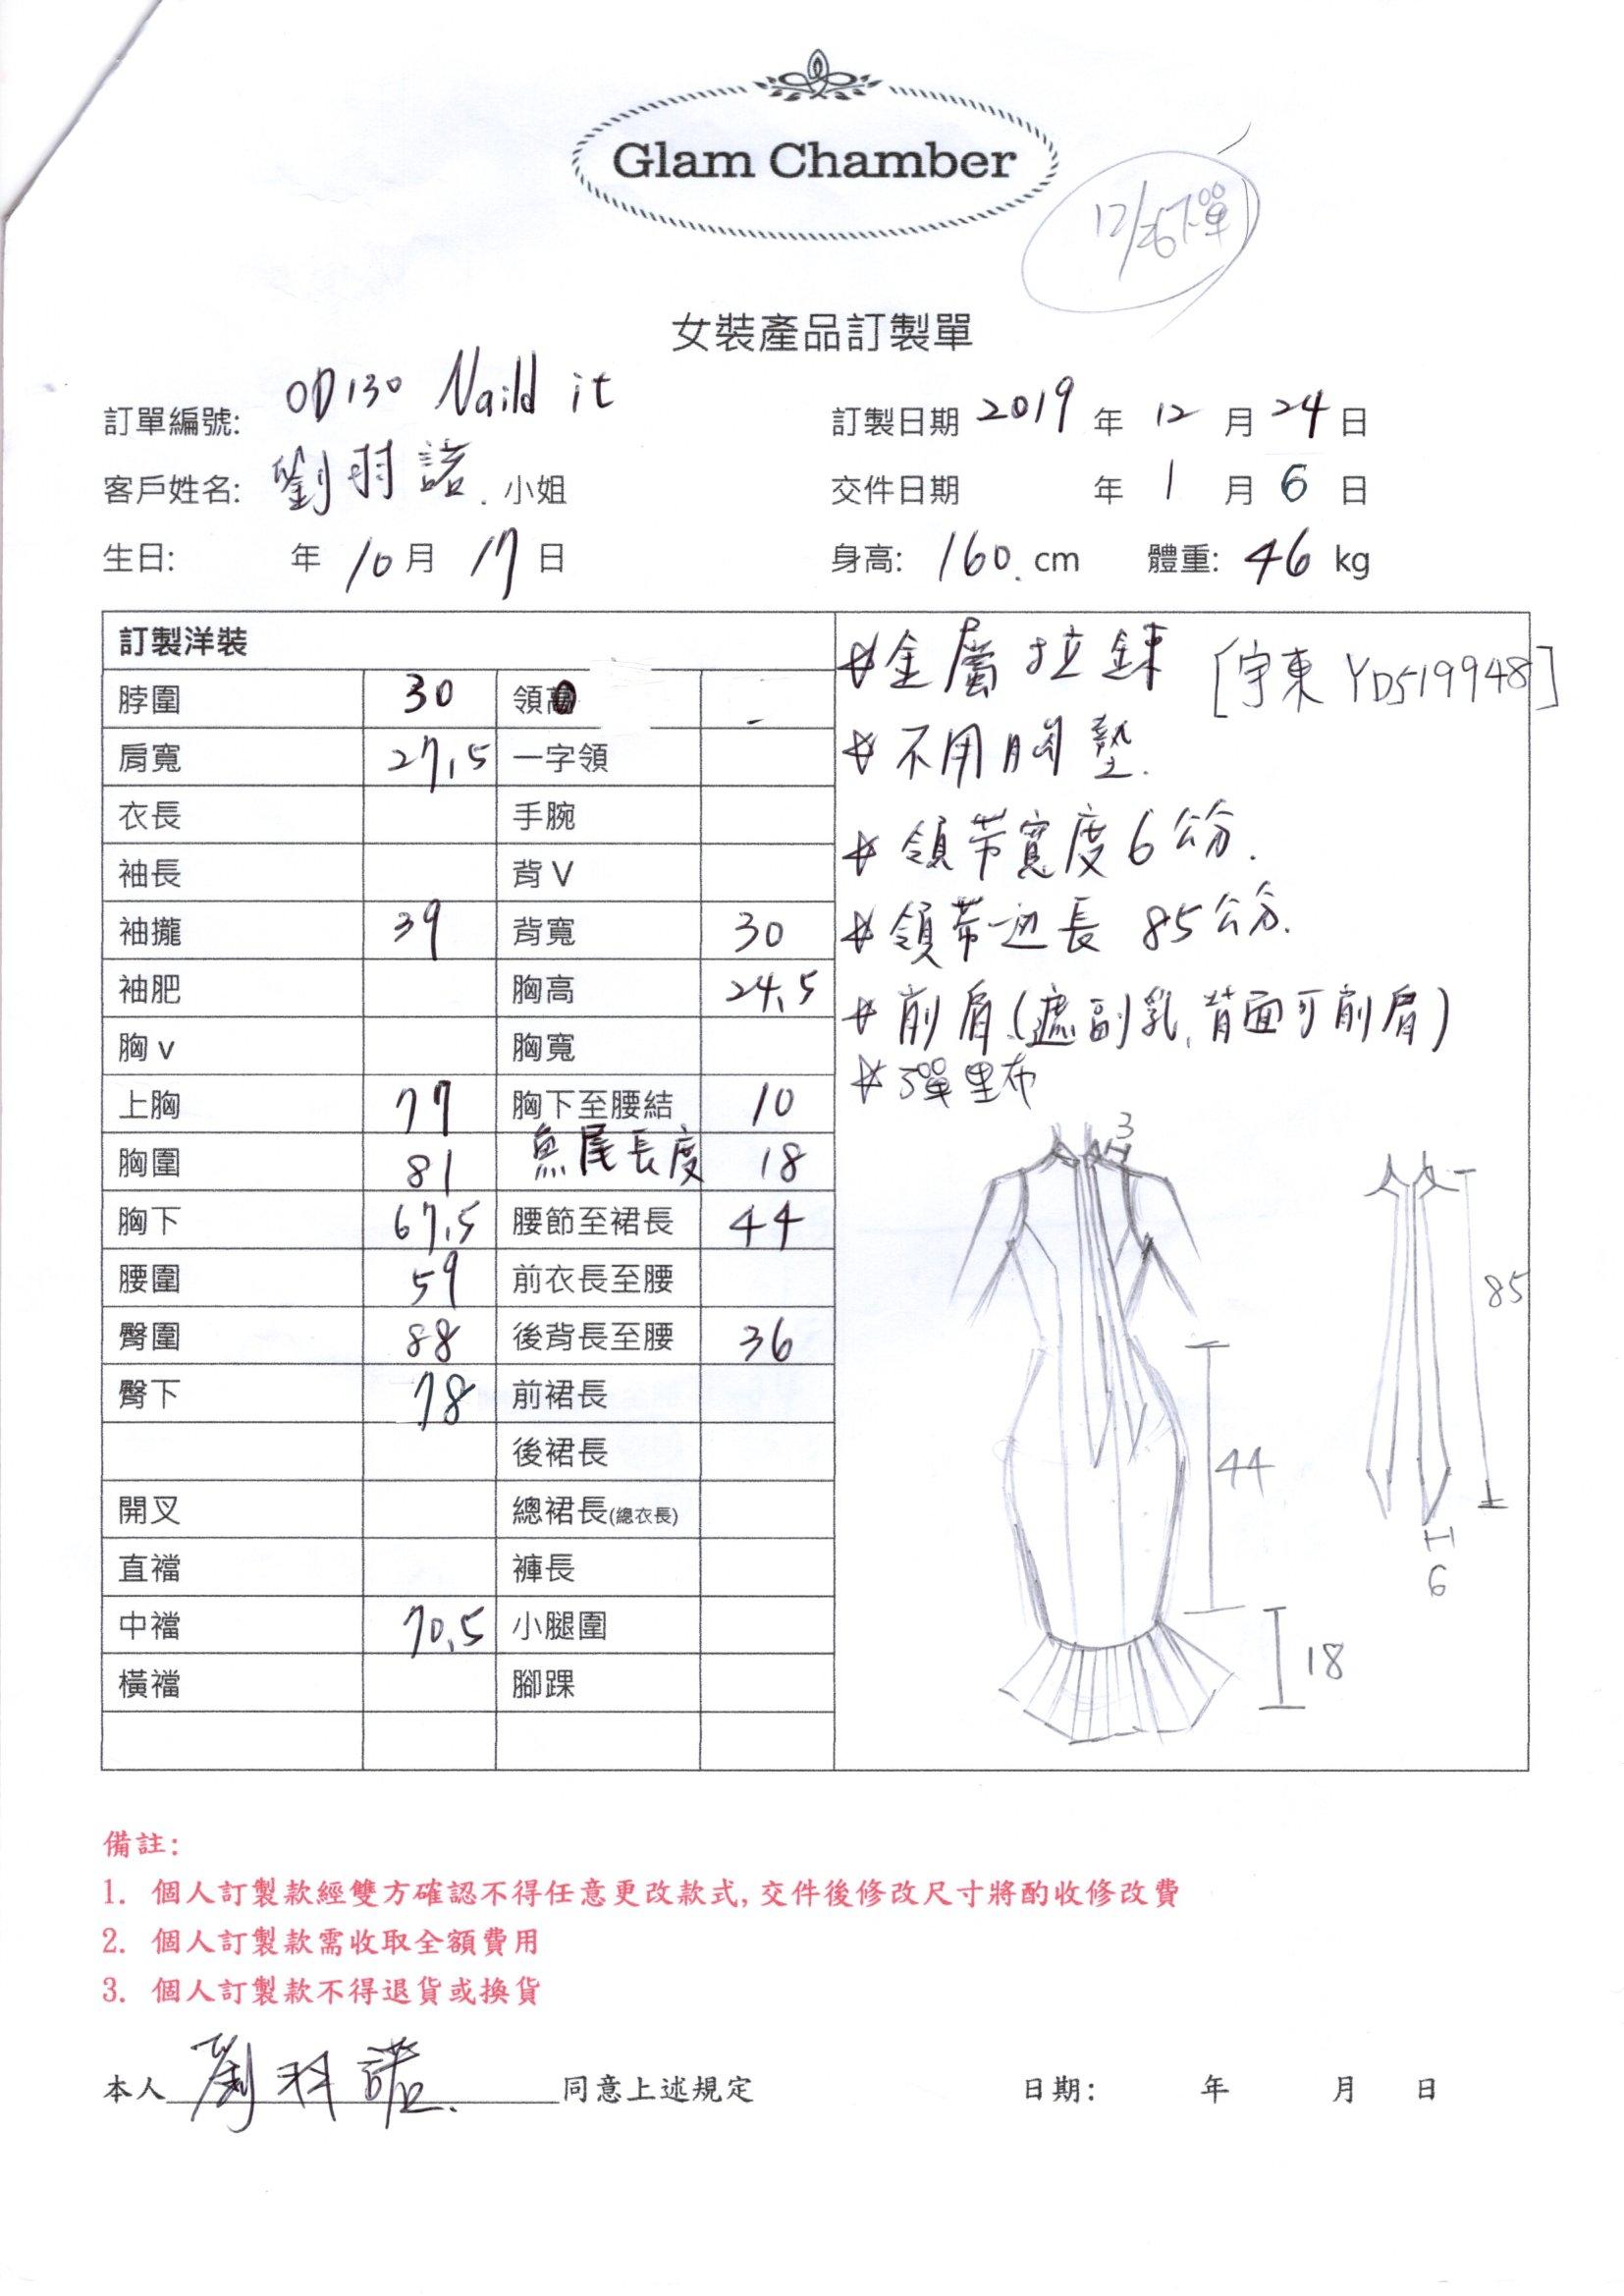 Glam Chamber
12/26下單
女裝產品訂製單
訂單編號: OD130 Naild it
訂製日期 2019 年 12 月 24 日
客戶姓名: 劉羽諾. 小姐
交件日期 年 1 月 6 日
生日: 年 10 月 17 日
身高: 160. cm 體重: 46 kg
訂製洋裝
脖圍 30 領 -
肩寬 27.5 一字領
衣長 手腕
袖長 背V
袖攏 39 背寬 30
袖肥 胸高 24.5
胸v 胸寬
上胸 77 胸下至腰結 10
胸圍 81 魚尾長度 18
胸下 67.5 腰節至裙長 44
腰圍 59 前衣長至腰
臀圍 88 後背長至腰 36
臀下 78 前裙長
後裙長
開叉 總裙長(總衣長)
直襠 褲長
中襠 70.5 小腿圍
橫襠 腳踝
*金屬拉鍊 [宇東 YD519948]
*不用胸墊.
*領帶寬度6公分.
*領帶一边長 85公分.
*削肩(遮副乳,背面可削肩)
*彈里布
3
85
44
6
18
備註:
1. 個人訂製款經雙方確認不得任意更改款式,交件後修改尺寸將酌收修改費
2. 個人訂製款需收取全額費用
3. 個人訂製款不得退貨或換貨
本人 劉羽諾. 同意上述規定 日期: 年 月 日